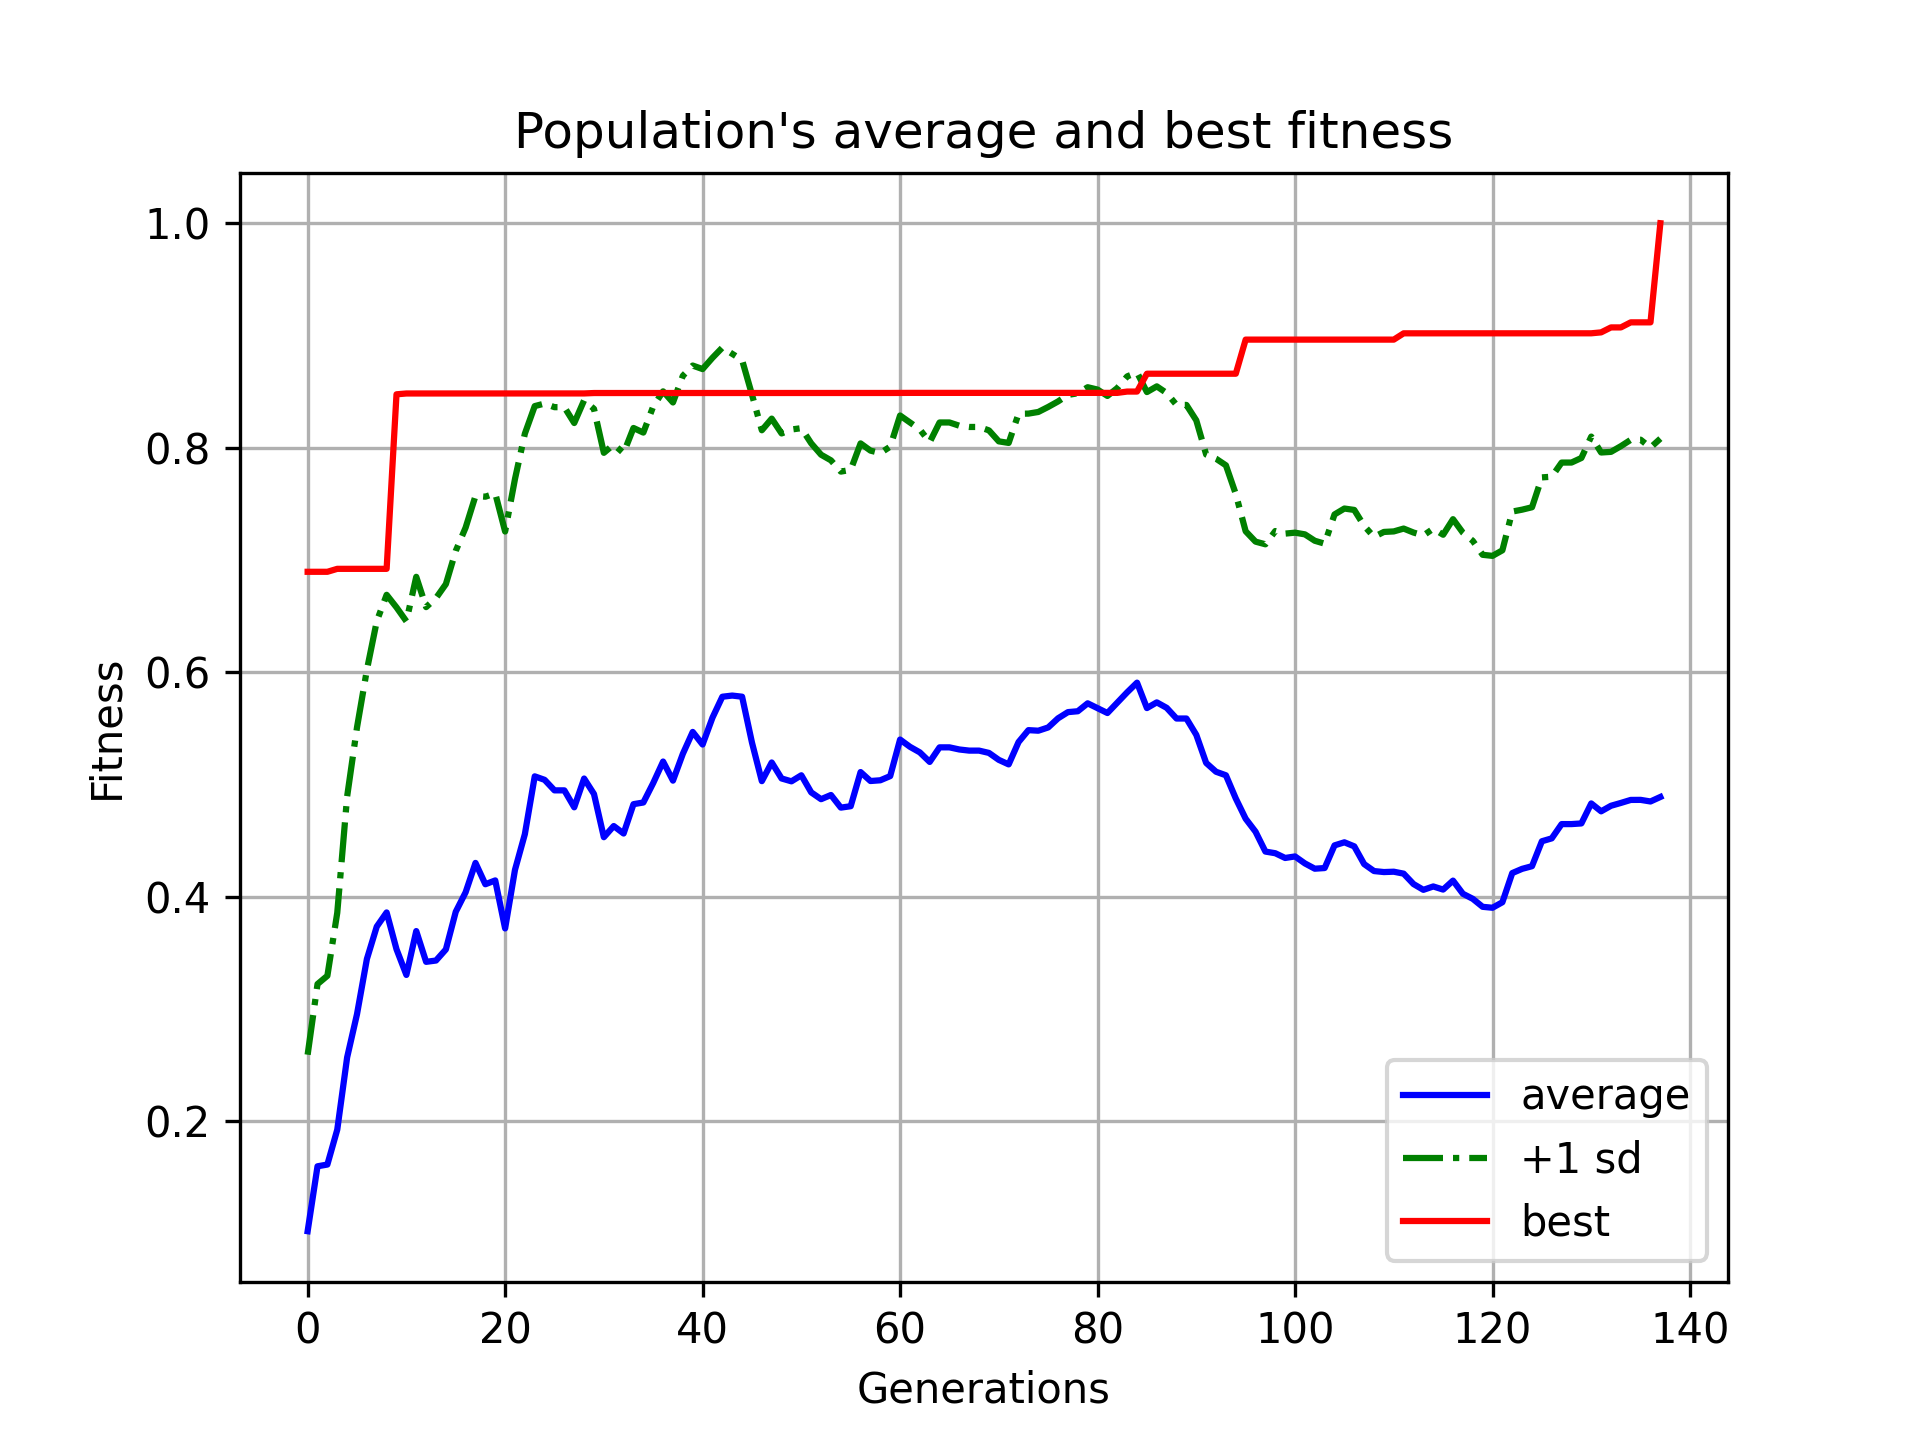 Population's average and best fitness
1.0
0.8
0.6
0.4
0.2
Fitness
0 20 40 60 80 100 120 140
Generations
average
+1 sd
best